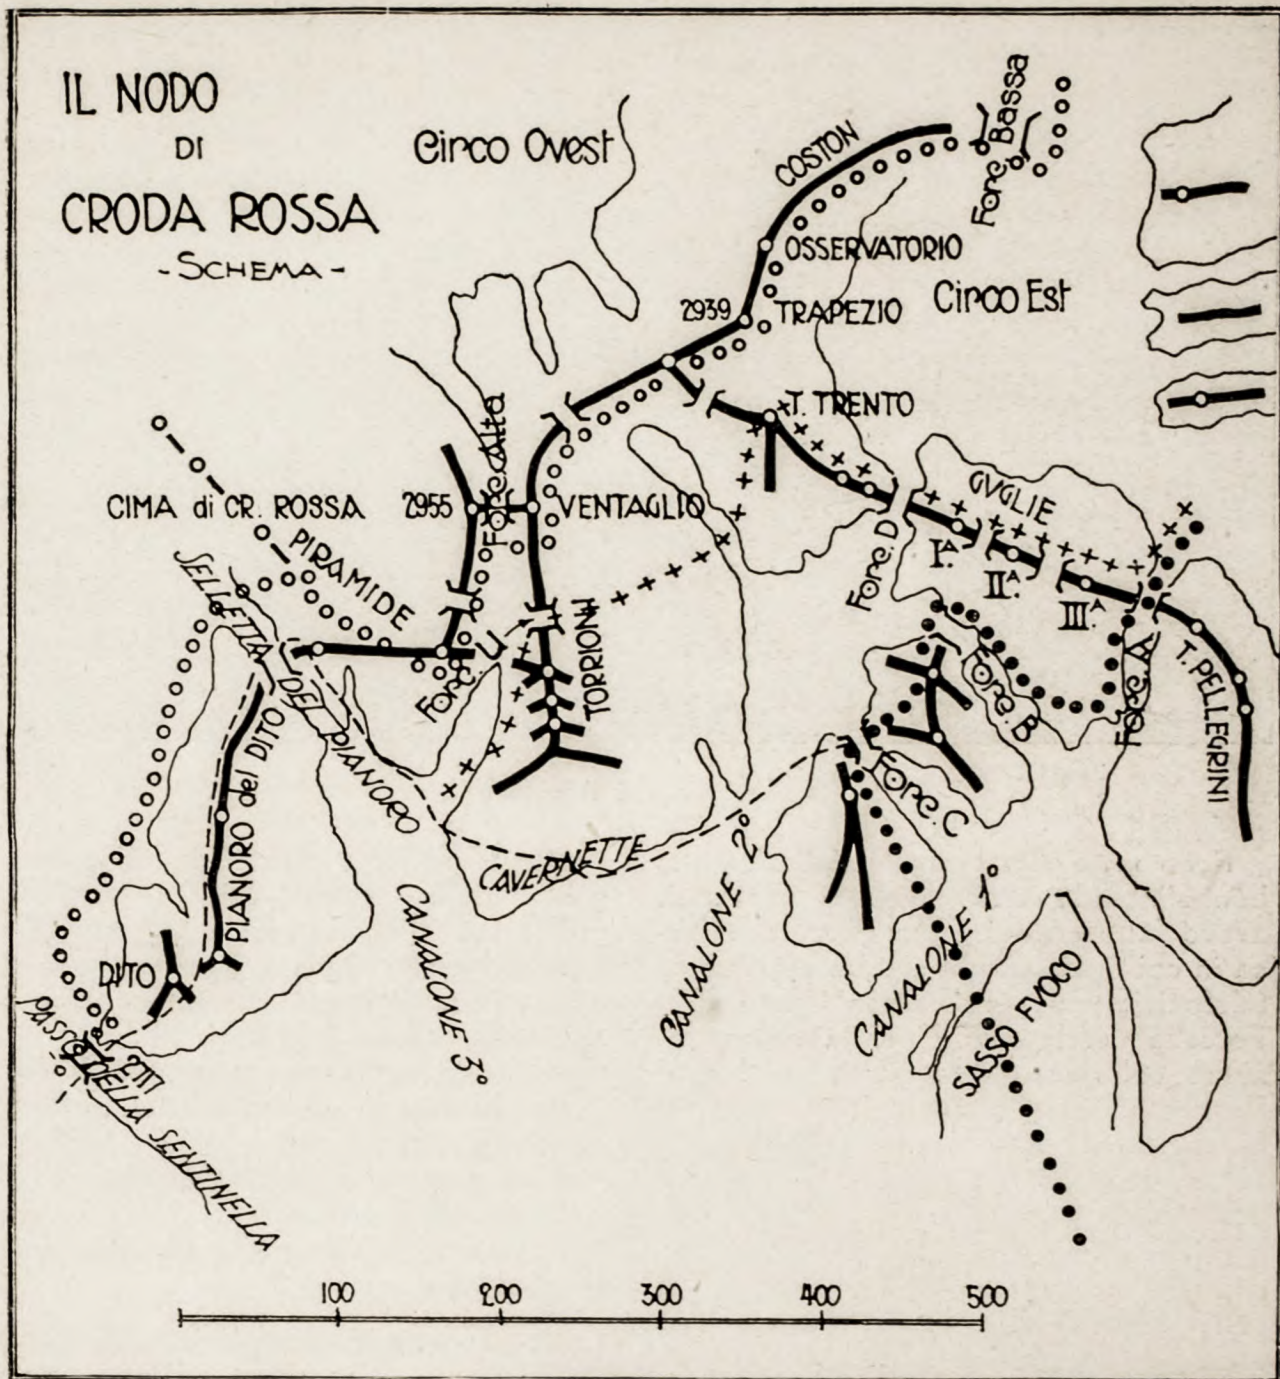 IL NODO
DI
CRODA ROSSA
- SCHEMA -
Circo Ovest
COSTON
Forc. Bassa
OSSERVATORIO
Circo Est
2939
TRAPEZIO
T. TRENTO
Forc. Alta
CIMA di CR. ROSSA
2955
VENTAGLIO
GUGLIE
PIRAMIDE
SELLETTA DEL PIANORO
Forc. D
I.ª
II.ª
III.ª
Forc. U
TORRIONI
Forc. A
T. PELLEGRINI
Forc. B
PIANORO del DITO
Forc. C
CAVERNETTE
CANALONE 3°
CANALONE 2°
CANALONE 1°
DITO
SASSO FUOCO
2717
PASSO DELLA SENTINELLA
100 200 300 400 500